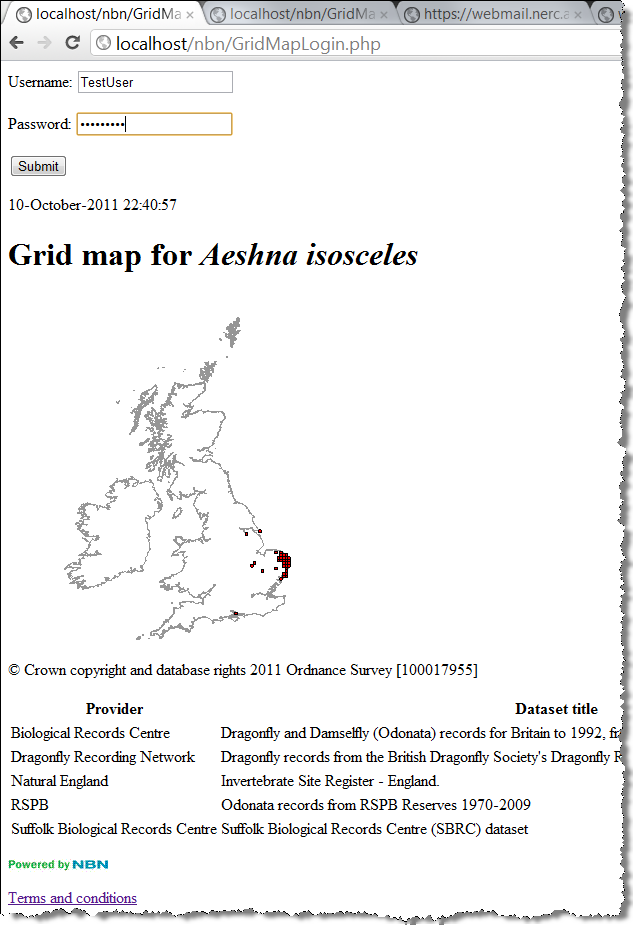 localhost/nbn/GridMa
localhost/nbn/GridMa
https://webmail.nerc.a
localhost/nbn/GridMapLogin.php
Username: TestUser
Password: •••••••••
Submit
10-October-2011 22:40:57
Grid map for Aeshna isosceles
© Crown copyright and database rights 2011 Ordnance Survey [100017955]
Provider Dataset title
Biological Records Centre Dragonfly and Damselfly (Odonata) records for Britain to 1992, fr
Dragonfly Recording Network Dragonfly records from the British Dragonfly Society's Dragonfly R
Natural England Invertebrate Site Register - England.
RSPB Odonata records from RSPB Reserves 1970-2009
Suffolk Biological Records Centre Suffolk Biological Records Centre (SBRC) dataset
Powered by NBN
Terms and conditions